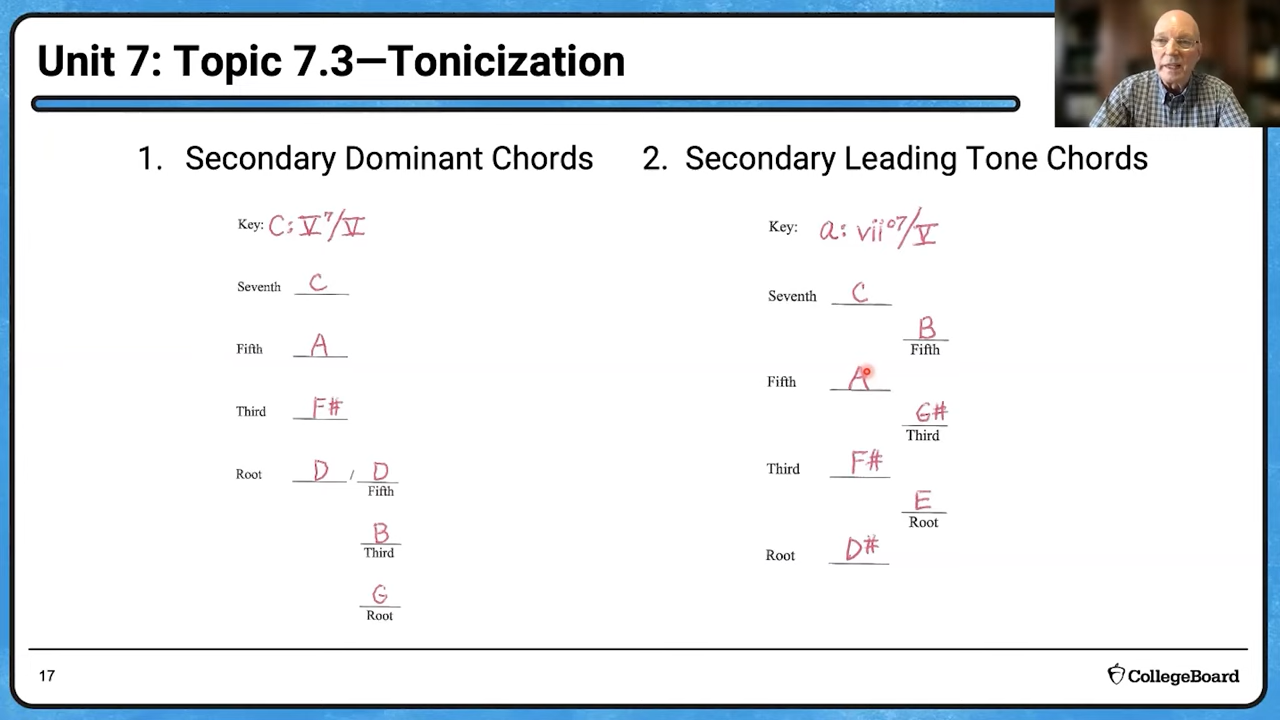 Unit 7: Topic 7.3—Tonicization
1. Secondary Dominant Chords
Key: C: V⁷/V
Seventh C
Fifth A
Third F#
Root D / D
Fifth
B
Third
G
Root
2. Secondary Leading Tone Chords
Key: a: vii°⁷/V
Seventh C
B
Fifth
Fifth A
G#
Third
Third F#
E
Root
Root D#
17
CollegeBoard